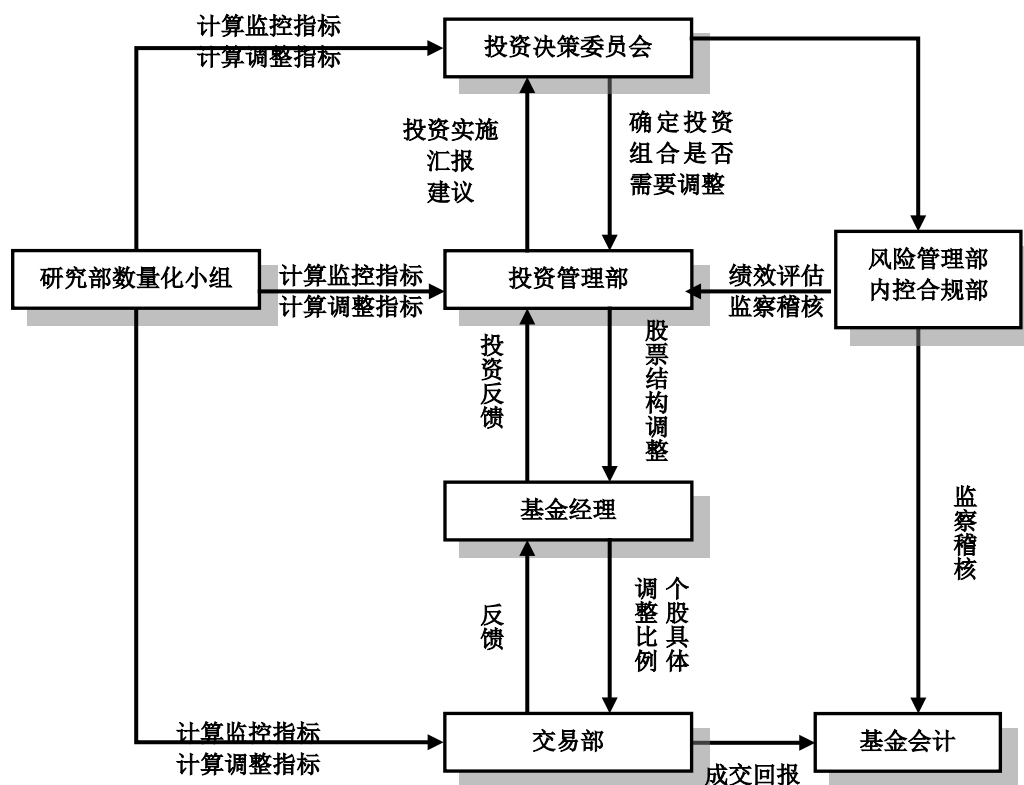 计算监控指标
计算调整指标
投资决策委员会
投资实施
汇报
建议
确定投资
组合是否
需要调整
研究部数量化小组
计算监控指标
计算调整指标
投资管理部
绩效评估
监察稽核
风险管理部
内控合规部
投资反馈
股票结构调整
基金经理
监察稽核
反馈
个股具体
调整比例
计算监控指标
计算调整指标
交易部
成交回报
基金会计